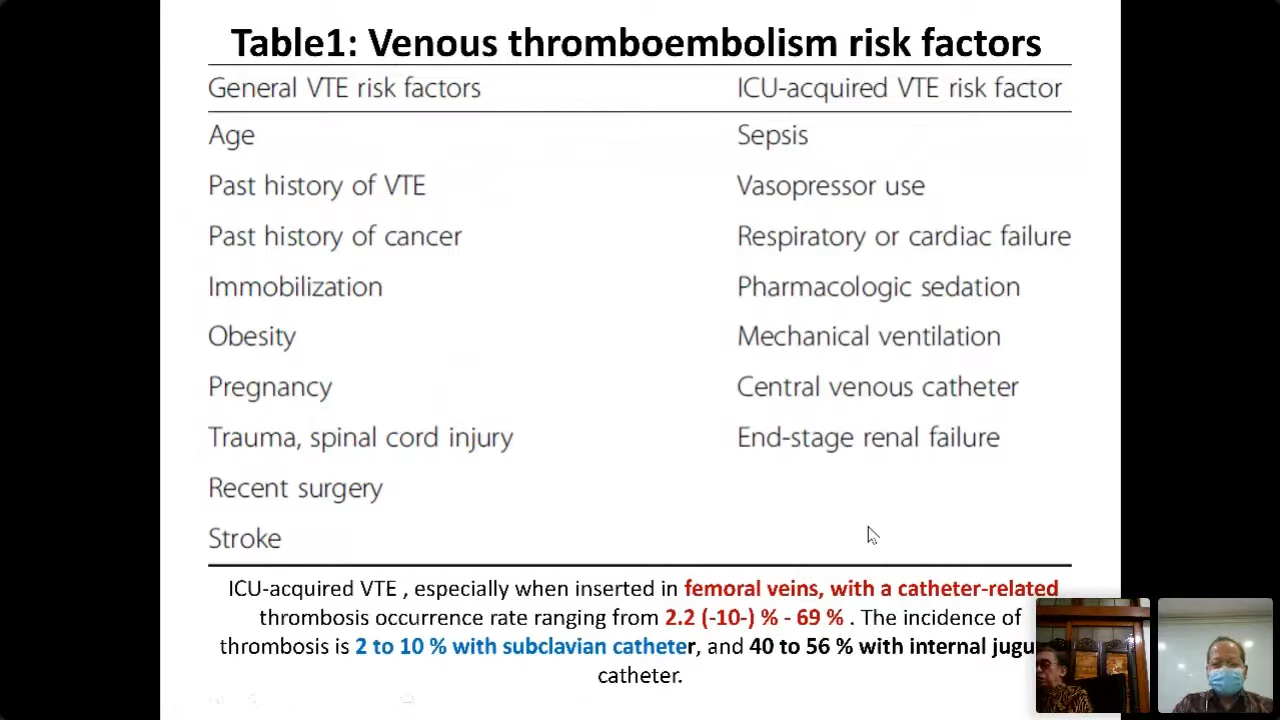 Table1: Venous thromboembolism risk factors
General VTE risk factors ICU-acquired VTE risk factor
Age Sepsis
Past history of VTE Vasopressor use
Past history of cancer Respiratory or cardiac failure
Immobilization Pharmacologic sedation
Obesity Mechanical ventilation
Pregnancy Central venous catheter
Trauma, spinal cord injury End-stage renal failure
Recent surgery
Stroke
ICU-acquired VTE , especially when inserted in femoral veins, with a catheter-related
thrombosis occurrence rate ranging from 2.2 (-10-) % - 69 % . The incidence of
thrombosis is 2 to 10 % with subclavian catheter, and 40 to 56 % with internal jugu
catheter.